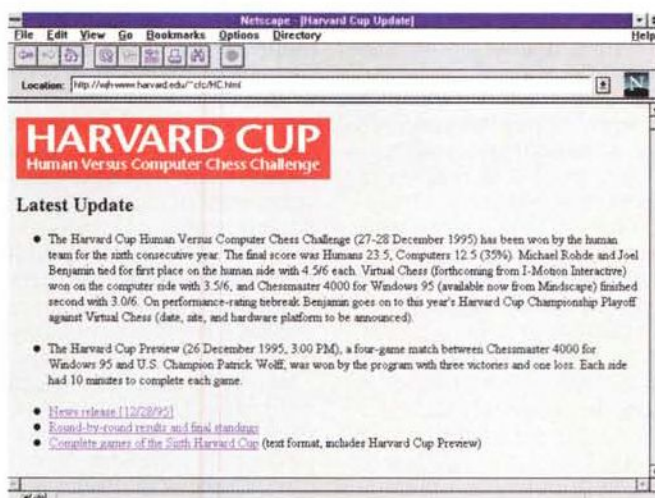 Netscape - [Harvard Cup Update]
File Edit View Go Bookmarks Options Directory Help
Location: http://wjh-www.harvard.edu/~cfc/HC.html
N
HARVARD CUP
Human Versus Computer Chess Challenge
Latest Update
● The Harvard Cup Human Versus Computer Chess Challenge (27-28 December 1995) has been won by the human
team for the sixth consecutive year. The final score was Humans 23.5, Computers 12.5 (35%). Michael Rohde and Joel
Benjamin tied for first place on the human side with 4.5/6 each. Virtual Chess (forthcoming from I-Motion Interactive)
won on the computer side with 3.5/6, and Chessmaster 4000 for Windows 95 (available now from Mindscape) finished
second with 3.0/6. On performance-rating tiebreak Benjamin goes on to this year's Harvard Cup Championship Playoff
against Virtual Chess (date, site, and hardware platform to be announced).
● The Harvard Cup Preview (26 December 1995, 3:00 PM), a four-game match between Chessmaster 4000 for
Windows 95 and U.S. Champion Patrick Wolff, was won by the program with three victories and one loss. Each side
had 10 minutes to complete each game.
● News release [12/28/95]
● Round-by-round results and final standings
● Complete games of the Sixth Harvard Cup (text format, includes Harvard Cup Preview)